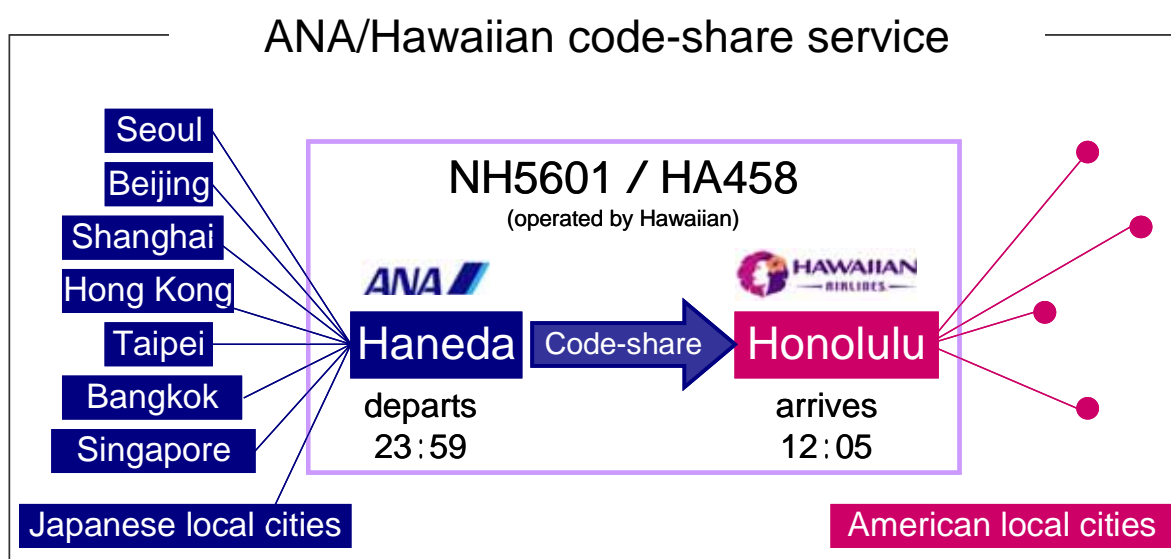 ANA/Hawaiian code-share service
Seoul
Beijing
Shanghai
Hong Kong
Taipei
Bangkok
Singapore
Japanese local cities
NH5601 / HA458
(operated by Hawaiian)
ANA
Haneda
departs
23:59
Code-share
HAWAIIAN
AIRLINES
Honolulu
arrives
12:05
American local cities